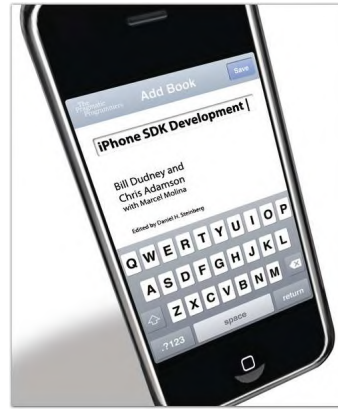 The
Pragmatic
Programmers
Add Book
Save
iPhone SDK Development
Bill Dudney and
Chris Adamson
with Marcel Molina
Edited by Daniel H. Steinberg
Q W E R T Y U I O P
A S D F G H J K L
Z X C V B N M
.?123 space return